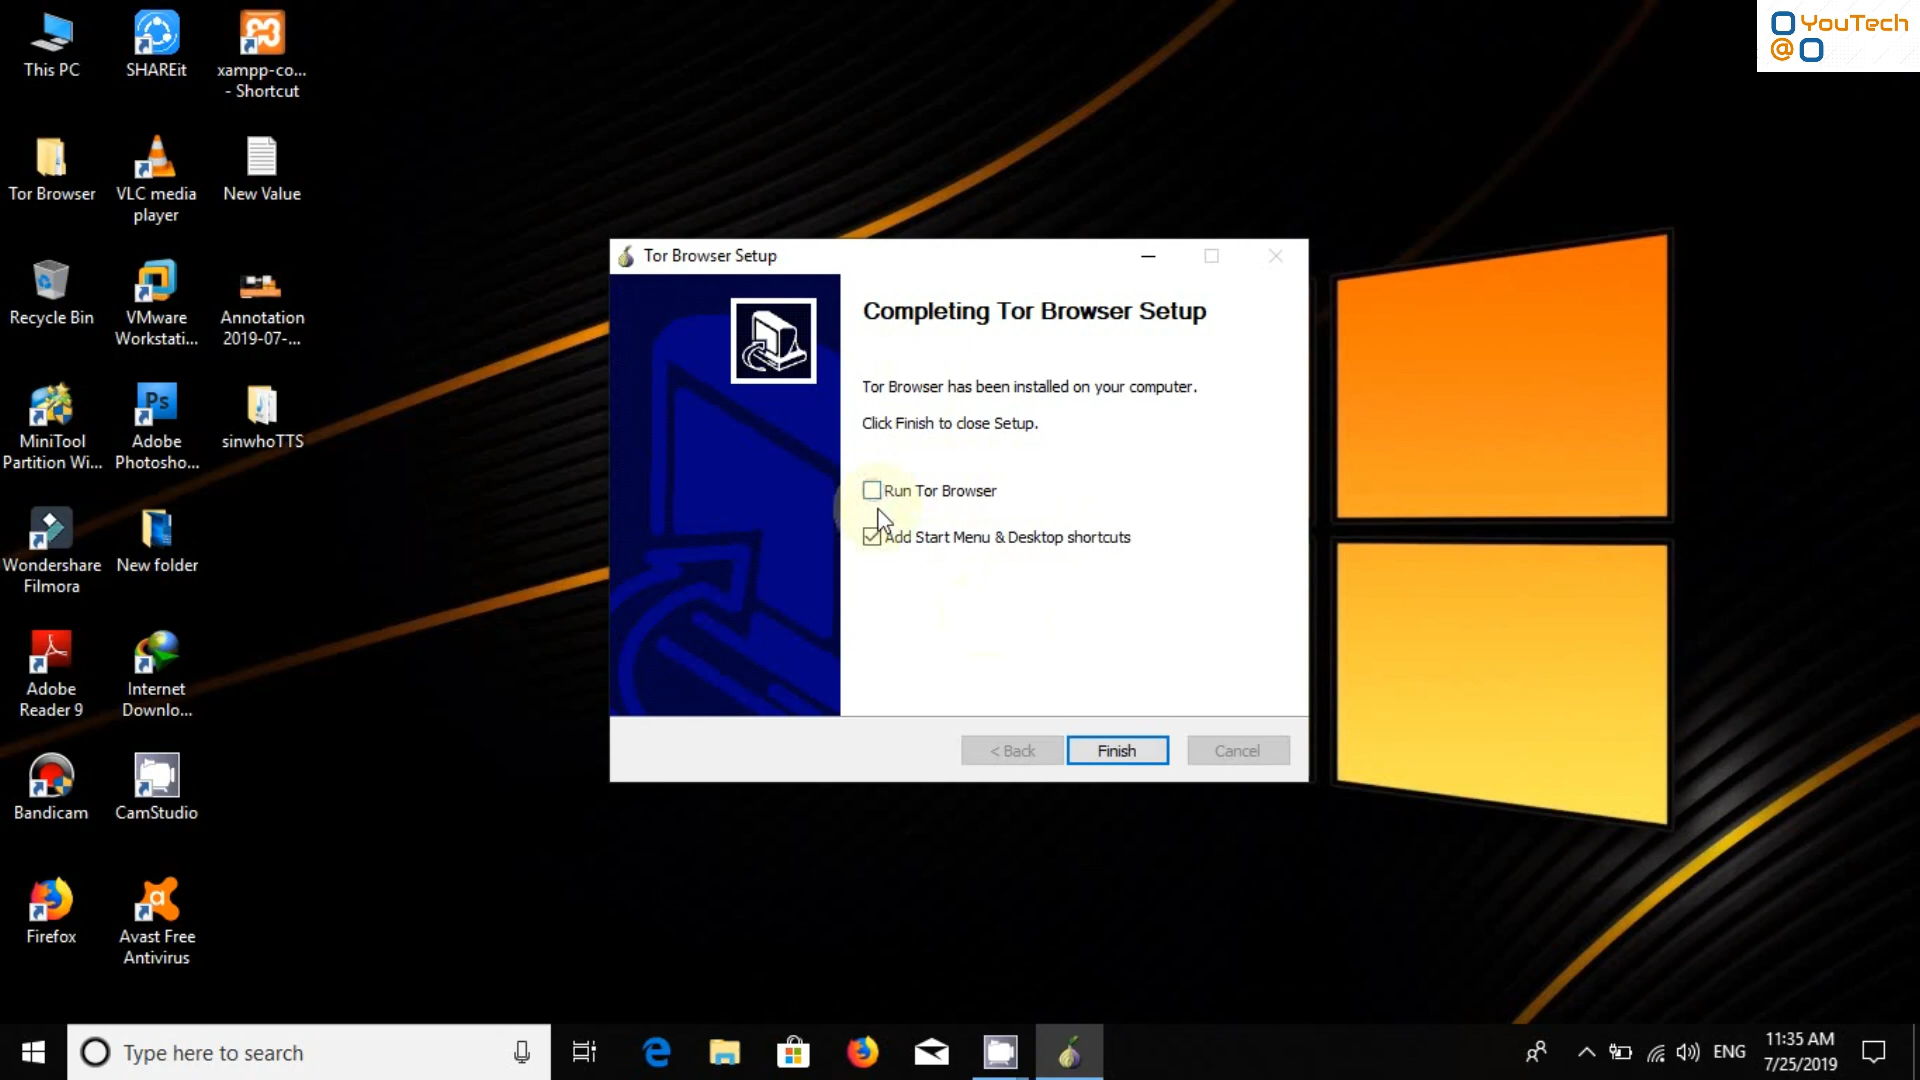 YouTech
@
This PC
SHAREit
xampp-co...
- Shortcut
Tor Browser
VLC media
player
New Value
Recycle Bin
VMware
Workstati...
Annotation
2019-07-...
MiniTool
Partition Wi...
Adobe
Photosho...
sinwhoTTS
Wondershare
Filmora
New folder
Adobe
Reader 9
Internet
Downlo...
Bandicam
CamStudio
Firefox
Avast Free
Antivirus
Ps
Tor Browser Setup
Completing Tor Browser Setup
Tor Browser has been installed on your computer.
Click Finish to close Setup.
Run Tor Browser
Add Start Menu & Desktop shortcuts
< Back
Finish
Cancel
Type here to search
ENG
11:35 AM
7/25/2019